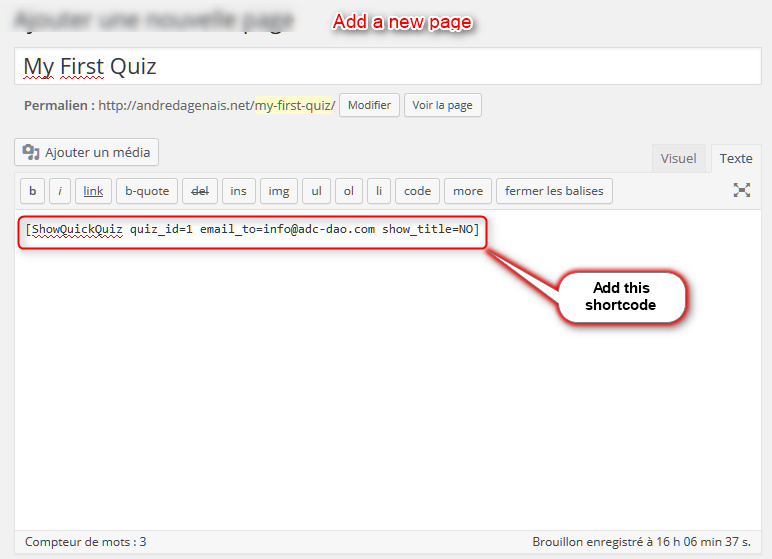 Ajouter une nouvelle page
Add a new page
My First Quiz
Permalien : http://andredagenais.net/my-first-quiz/ Modifier Voir la page
Ajouter un média
Visuel Texte
b i link b-quote del ins img ul ol li code more fermer les balises
[ShowQuickQuiz quiz_id=1 email_to=info@adc-dao.com show_title=NO]
Add this
shortcode
Compteur de mots : 3 Brouillon enregistré à 16 h 06 min 37 s.